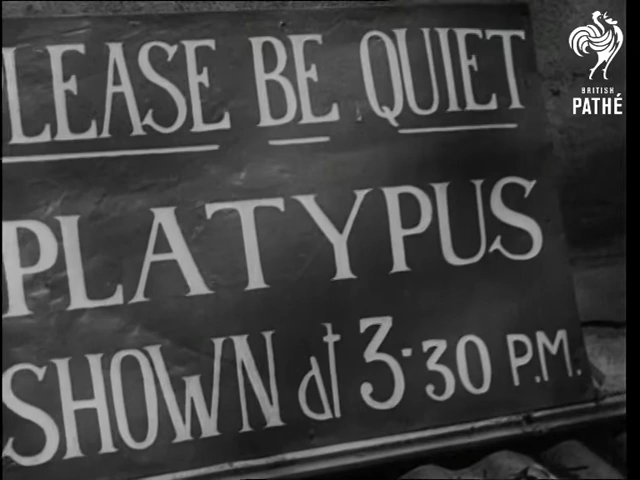 LEASE BE QUIET
PLATYPUS
SHOWN at 3·30 P.M.
BRITISH
PATHÉ